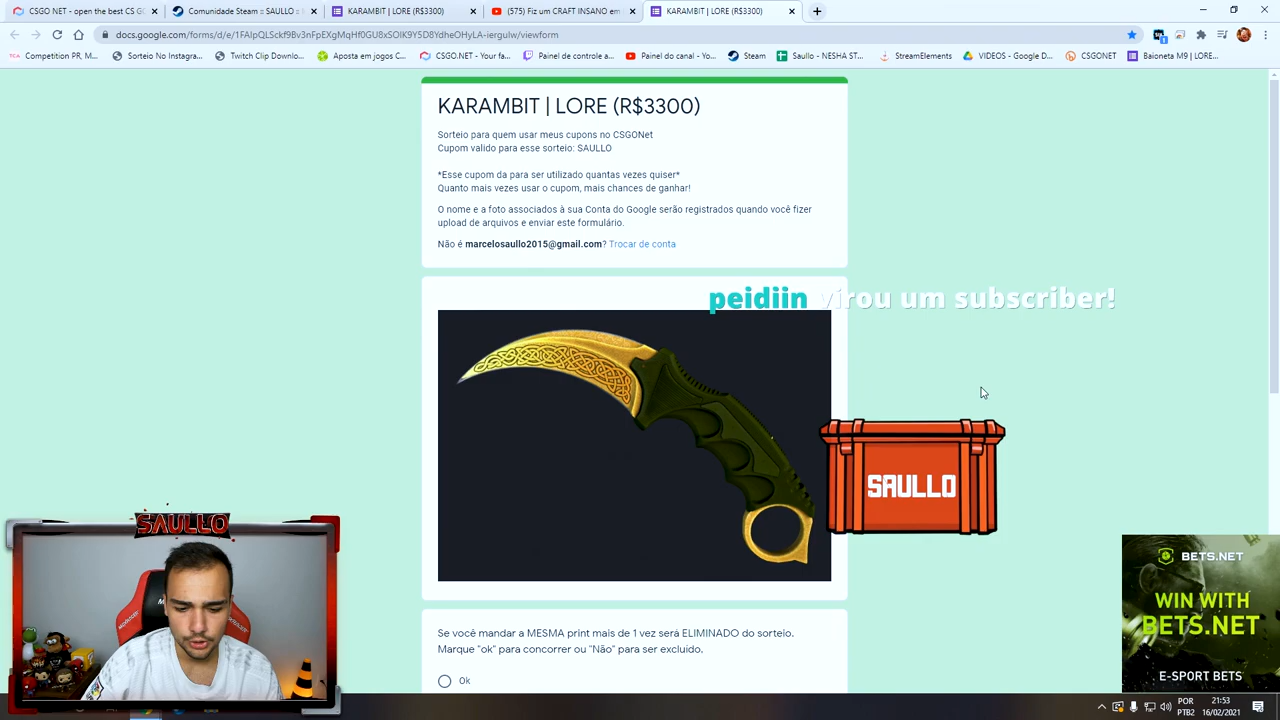 CSGO NET - open the best CS GO
Comunidade Steam :: SAULLO :: 
KARAMBIT | LORE (R$3300)
(575) Fiz um CRAFT INSANO em 
KARAMBIT | LORE (R$3300)
docs.google.com/forms/d/e/1FAIpQLSckf9Bv3nFpEXgMqHf0GU8xSOlK9YSD8YdheOHyLA-iergulw/viewform
Competition PR, M...
Sorteio No Instagra...
Twitch Clip Downlo...
Aposta em jogos C...
CSGO.NET - Your fa...
Painel de controle a...
Painel do canal - Yo...
Steam
Saullo - NESHA ST...
StreamElements
VIDEOS - Google D...
CSGONET
Baioneta M9 | LORE...
KARAMBIT | LORE (R$3300)
Sorteio para quem usar meus cupons no CSGONet
Cupom valido para esse sorteio: SAULLO
*Esse cupom da para ser utilizado quantas vezes quiser*
Quanto mais vezes usar o cupom, mais chances de ganhar!
O nome e a foto associados à sua Conta do Google serão registrados quando você fizer
upload de arquivos e enviar este formulário.
Não é marcelosaullo2015@gmail.com? Trocar de conta
peidiin virou um subscriber!
SAULLO
SAULLO
BETS.NET
WIN WITH
BETS.NET
E-SPORT BETS
Se você mandar a MESMA print mais de 1 vez será ELIMINADO do sorteio.
Marque "ok" para concorrer ou "Não" para ser excluido.
Ok
POR
PTB2
21:53
16/02/2021